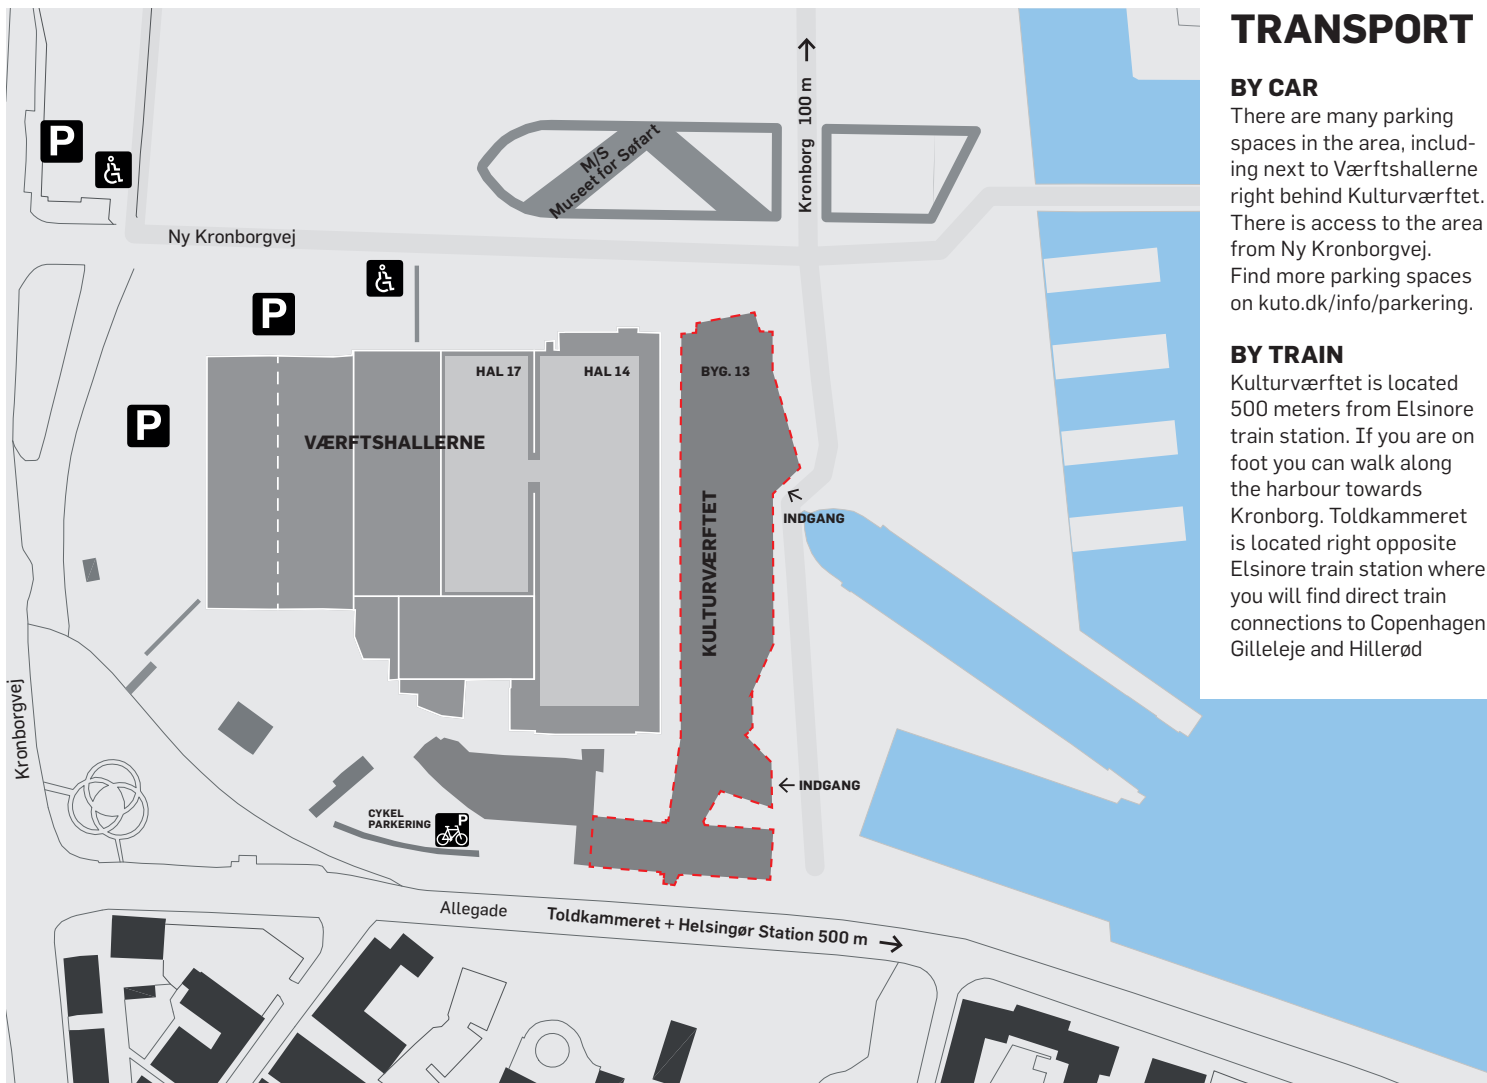 TRANSPORT
BY CAR
There are many parking
spaces in the area, includ-
ing next to Værftshallerne
right behind Kulturværftet.
There is access to the area
from Ny Kronborgvej.
Find more parking spaces
on kuto.dk/info/parkering.
BY TRAIN
Kulturværftet is located
500 meters from Elsinore
train station. If you are on
foot you can walk along
the harbour towards
Kronborg. Toldkammeret
is located right opposite
Elsinore train station where
you will find direct train
connections to Copenhagen
Gilleleje and Hillerød
P
Kronborg 100 m
M/S
Museet for Søfart
Ny Kronborgvej
P
P
HAL 17
HAL 14
BYG. 13
VÆRFTSHALLERNE
KULTURVÆRFTET
INDGANG
Kronborgvej
INDGANG
CYKEL
PARKERING
P
Allegade
Toldkammeret + Helsingør Station 500 m